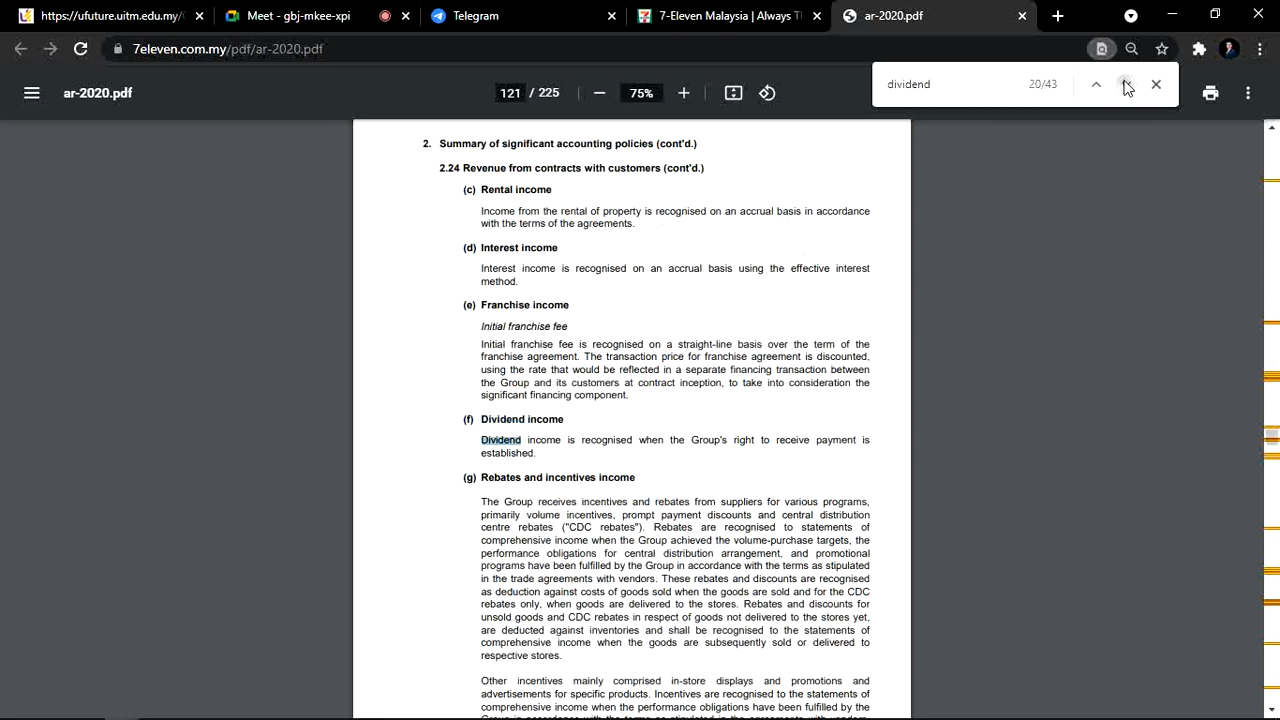 https://ufuture.uitm.edu.my/
Meet - gbj-mkee-xpi
Telegram
7-Eleven Malaysia | Always Th
ar-2020.pdf
7eleven.com.my/pdf/ar-2020.pdf
dividend 20/43
ar-2020.pdf
121 / 225
75%
2. Summary of significant accounting policies (cont'd.)
2.24 Revenue from contracts with customers (cont'd.)
(c) Rental income
Income from the rental of property is recognised on an accrual basis in accordance
with the terms of the agreements.
(d) Interest income
Interest income is recognised on an accrual basis using the effective interest
method.
(e) Franchise income
Initial franchise fee
Initial franchise fee is recognised on a straight-line basis over the term of the
franchise agreement. The transaction price for franchise agreement is discounted,
using the rate that would be reflected in a separate financing transaction between
the Group and its customers at contract inception, to take into consideration the
significant financing component.
(f) Dividend income
Dividend income is recognised when the Group's right to receive payment is
established.
(g) Rebates and incentives income
The Group receives incentives and rebates from suppliers for various programs,
primarily volume incentives, prompt payment discounts and central distribution
centre rebates ("CDC rebates"). Rebates are recognised to statements of
comprehensive income when the Group achieved the volume-purchase targets, the
performance obligations for central distribution arrangement, and promotional
programs have been fulfilled by the Group in accordance with the terms as stipulated
in the trade agreements with vendors. These rebates and discounts are recognised
as deduction against costs of goods sold when the goods are sold and for the CDC
rebates only, when goods are delivered to the stores. Rebates and discounts for
unsold goods and CDC rebates in respect of goods not delivered to the stores yet,
are deducted against inventories and shall be recognised to the statements of
comprehensive income when the goods are subsequently sold or delivered to
respective stores.
Other incentives mainly comprised in-store displays and promotions and
advertisements for specific products. Incentives are recognised to the statements of
comprehensive income when the performance obligations have been fulfilled by the
Group in accordance with the terms as stipulated in the agreements with vendors